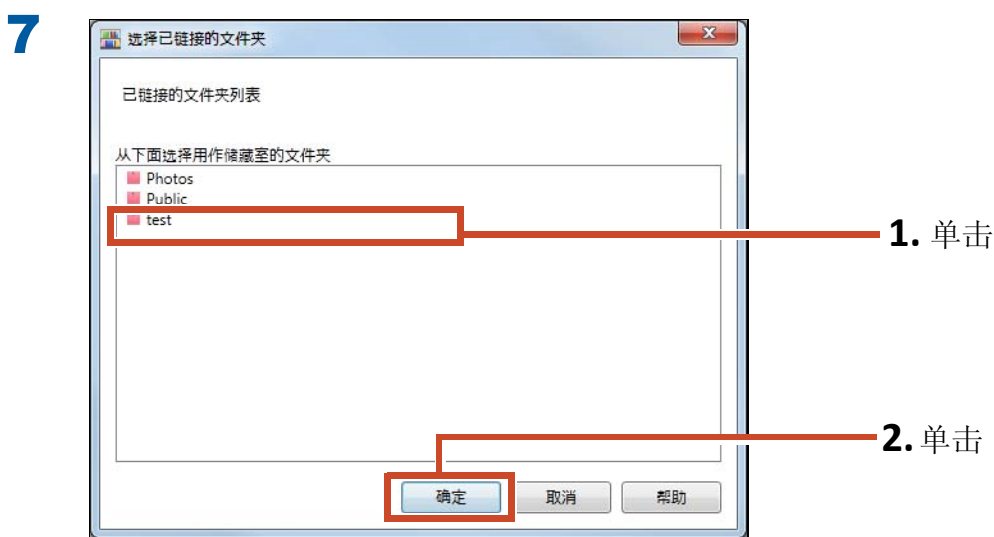 7
选择已链接的文件夹
已链接的文件夹列表
从下面选择用作储藏室的文件夹
Photos
Public
test
1. 单击
2. 单击
确定 取消 帮助